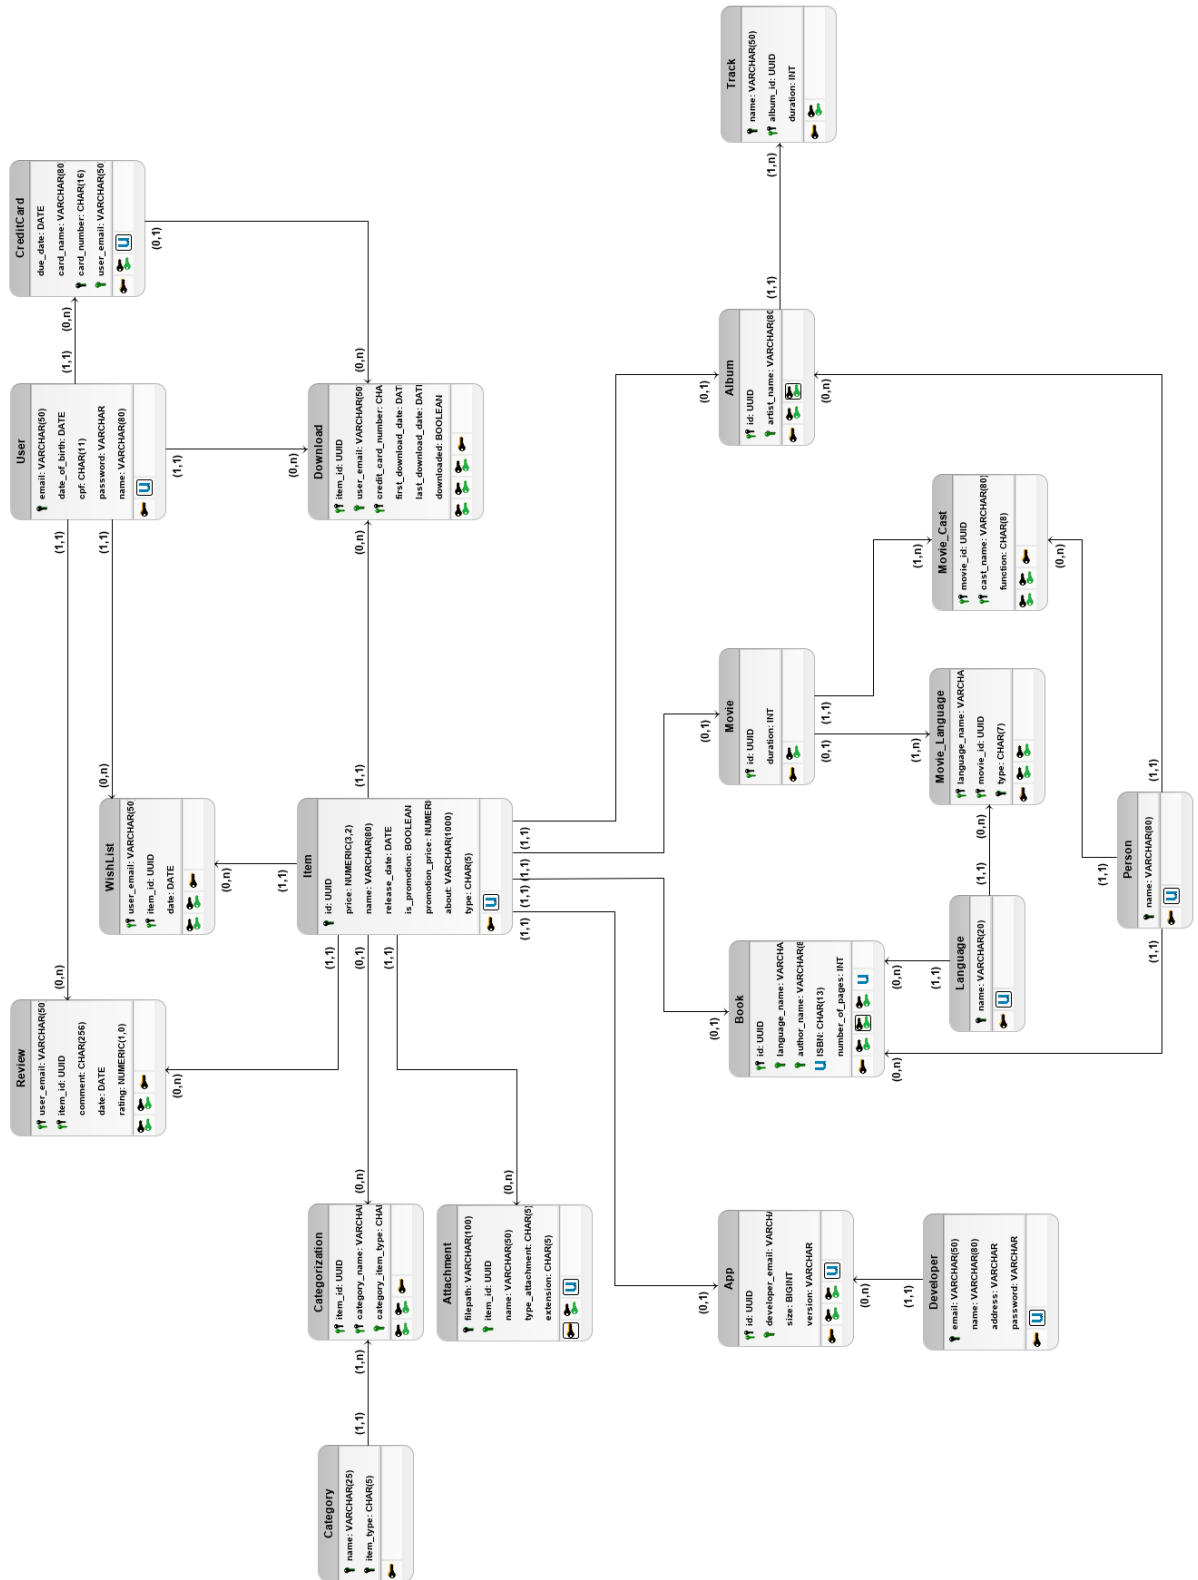 Track
name: VARCHAR(50)
album_id: UUID
duration: INT
(1,n)
CreditCard
due_date: DATE
card_name: VARCHAR(80
card_number: CHAR(16)
user_email: VARCHAR(50
(0,1)
(0,n)
(1,1)
User
email: VARCHAR(50)
date_of_birth: DATE
cpf: CHAR(11)
password: VARCHAR
name: VARCHAR(80)
(1,1)
(1,1)
(1,1)
(0,n)
(0,n)
Download
item_id: UUID
user_email: VARCHAR(50
credit_card_number: CHA
first_download_date: DAT
last_download_date: DAT
downloaded: BOOLEAN
(0,n)
(1,1)
Album
id: UUID
artist_name: VARCHAR(80
(0,1)
(0,n)
Movie_Cast
movie_id: UUID
cast_name: VARCHAR(80)
function: CHAR(8)
(1,n)
(0,n)
Movie
id: UUID
duration: INT
(0,1)
(1,1)
(0,1)
Movie_Language
language_name: VARCHA
movie_id: UUID
type: CHAR(7)
(1,n)
(0,n)
WishList
user_email: VARCHAR(50
item_id: UUID
date: DATE
(0,n)
(0,n)
Item
id: UUID
price: NUMERIC(3,2)
name: VARCHAR(80)
release_date: DATE
is_promotion: BOOLEAN
promotion_price: NUMERI
about: VARCHAR(1000)
type: CHAR(5)
(1,1)
(1,1)
(1,1)
(1,1)
(1,1)
(1,1)
(1,1)
(0,1)
(1,1)
Person
name: VARCHAR(80)
(1,1)
(1,1)
(1,1)
Language
name: VARCHAR(20)
(1,1)
(1,1)
Book
id: UUID
language_name: VARCHA
author_name: VARCHAR(8
ISBN: CHAR(13)
number_of_pages: INT
(0,1)
(0,n)
(0,n)
Review
user_email: VARCHAR(50
item_id: UUID
comment: CHAR(256)
date: DATE
rating: NUMERIC(1,0)
(0,n)
(0,n)
Categorization
item_id: UUID
category_name: VARCHA
category_item_type: CHA
(0,n)
(1,n)
Attachment
filepath: VARCHAR(100)
item_id: UUID
name: VARCHAR(50)
type_attachment: CHAR(5)
extension: CHAR(5)
(0,n)
App
id: UUID
developer_email: VARCH
size: BIGINT
version: VARCHAR
(0,1)
(0,n)
Developer
email: VARCHAR(50)
name: VARCHAR(80)
address: VARCHAR
password: VARCHAR
(1,1)
Category
name: VARCHAR(25)
item_type: CHAR(5)
(1,1)